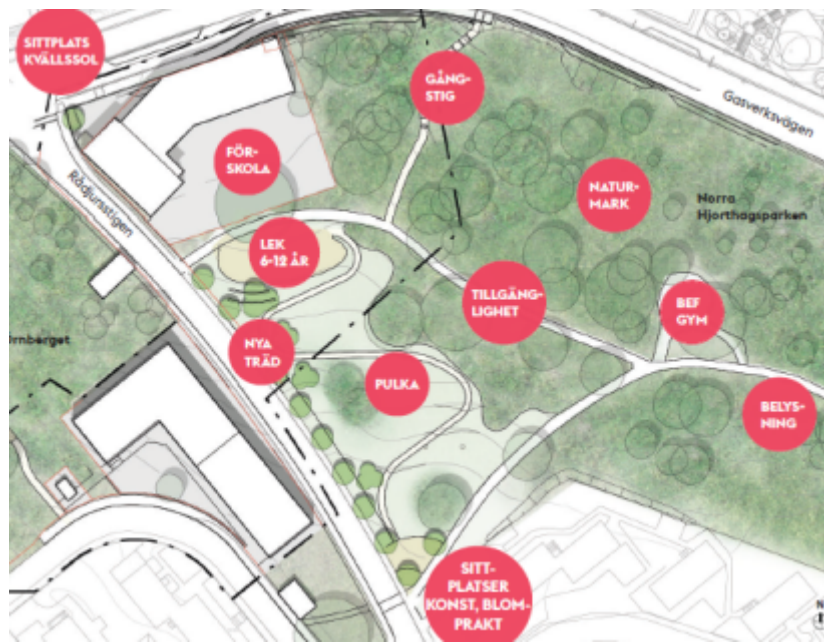 SITTPLATS
KVÄLLSSOL
GÅNG-
STIG
Gasverksvägen
FÖR-
SKOLA
NATUR-
MARK
Norra
Hjorthagsparken
Rådjursstigen
LEK
6-12 ÅR
TILLGÄNG-
LIGHET
BEF
GYM
NYA
TRÄD
PULKA
BELYS-
NING
SITT-
PLATSER
KONST, BLOM-
PRAKT